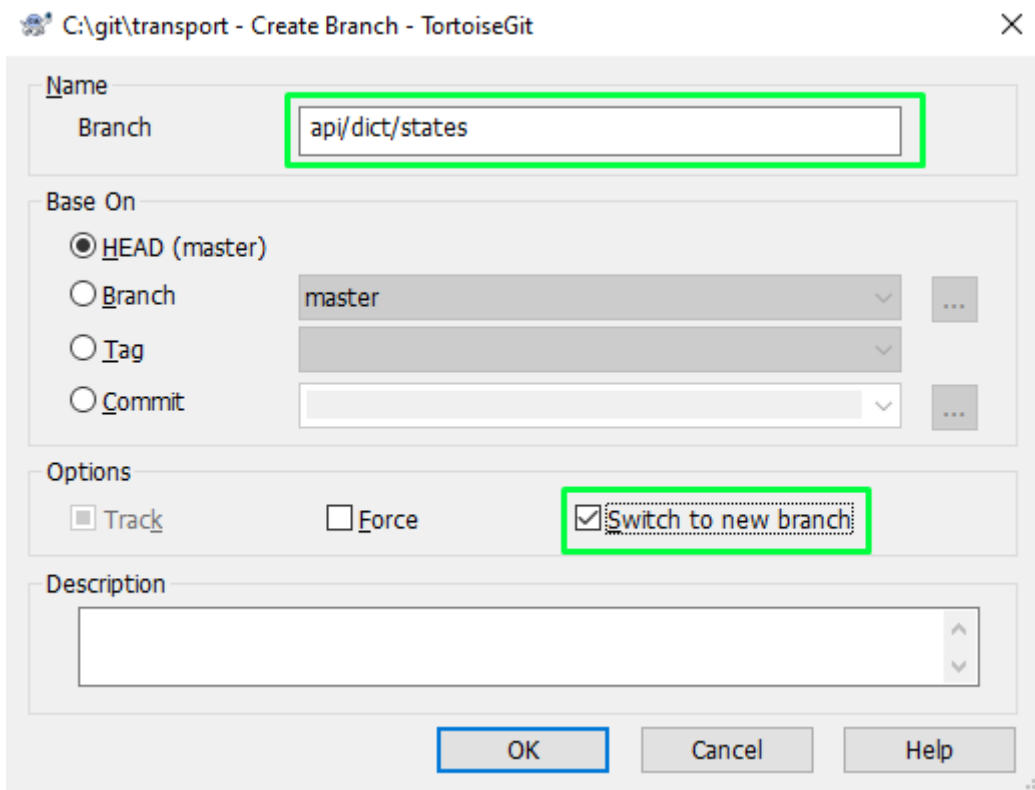 C:\git\transport - Create Branch - TortoiseGit
Name
Branch api/dict/states
Base On
HEAD (master)
Branch master ...
Tag
Commit ...
Options
Track Force Switch to new branch
Description
OK Cancel Help